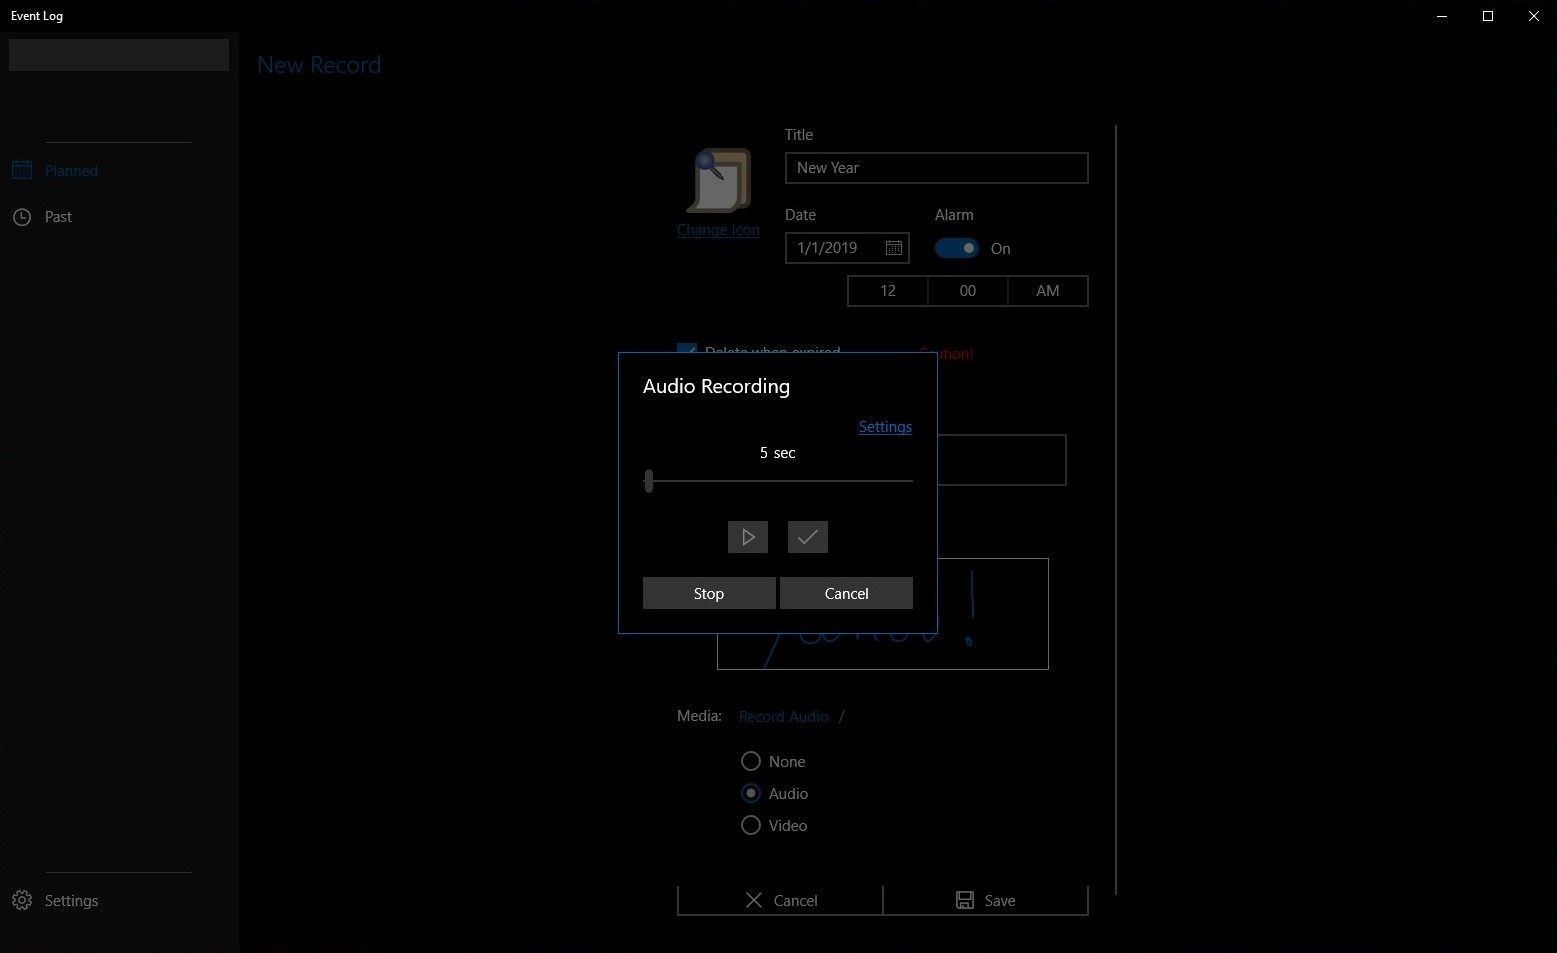 Event Log
New Record
Planned
Past
Settings
Title
New Year
Change Icon
Date
Alarm
1/1/2019
On
12 00 AM
Delete when expired
Audio Recording
Settings
5 sec
Stop Cancel
Media: Record Audio /
None
Audio
Video
Cancel Save